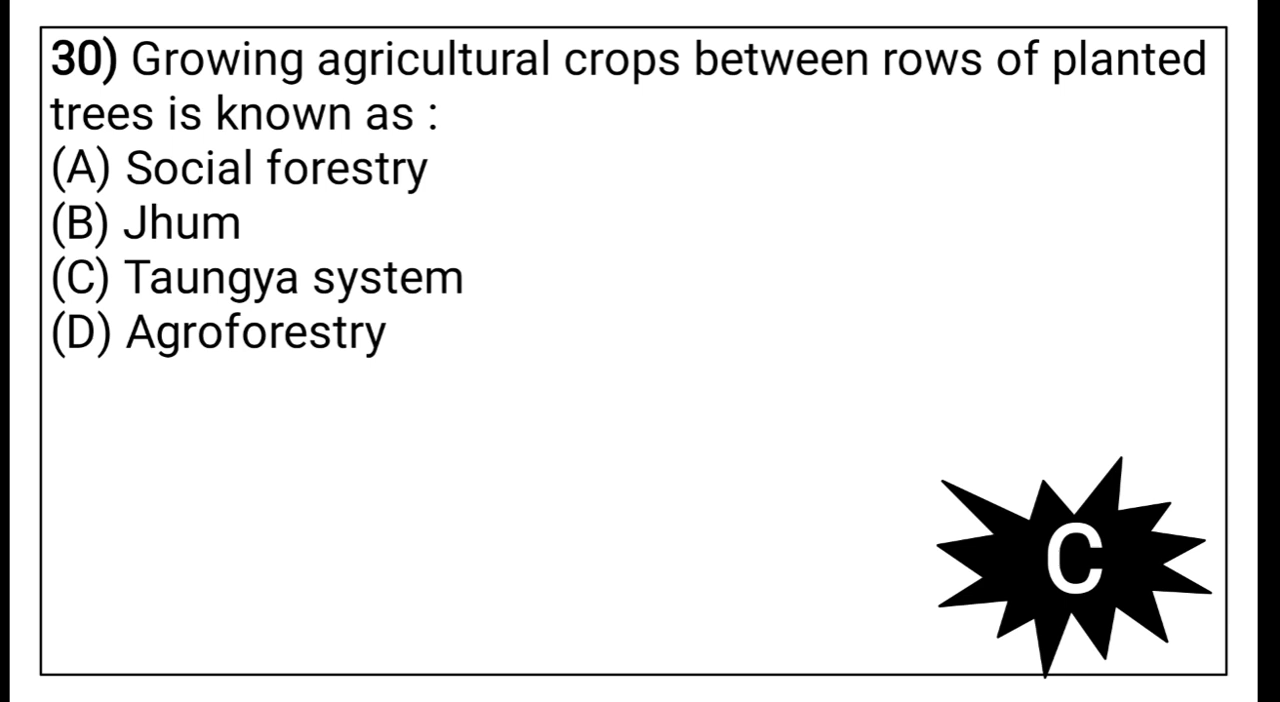 30) Growing agricultural crops between rows of planted
trees is known as :
(A) Social forestry
(B) Jhum
(C) Taungya system
(D) Agroforestry
C